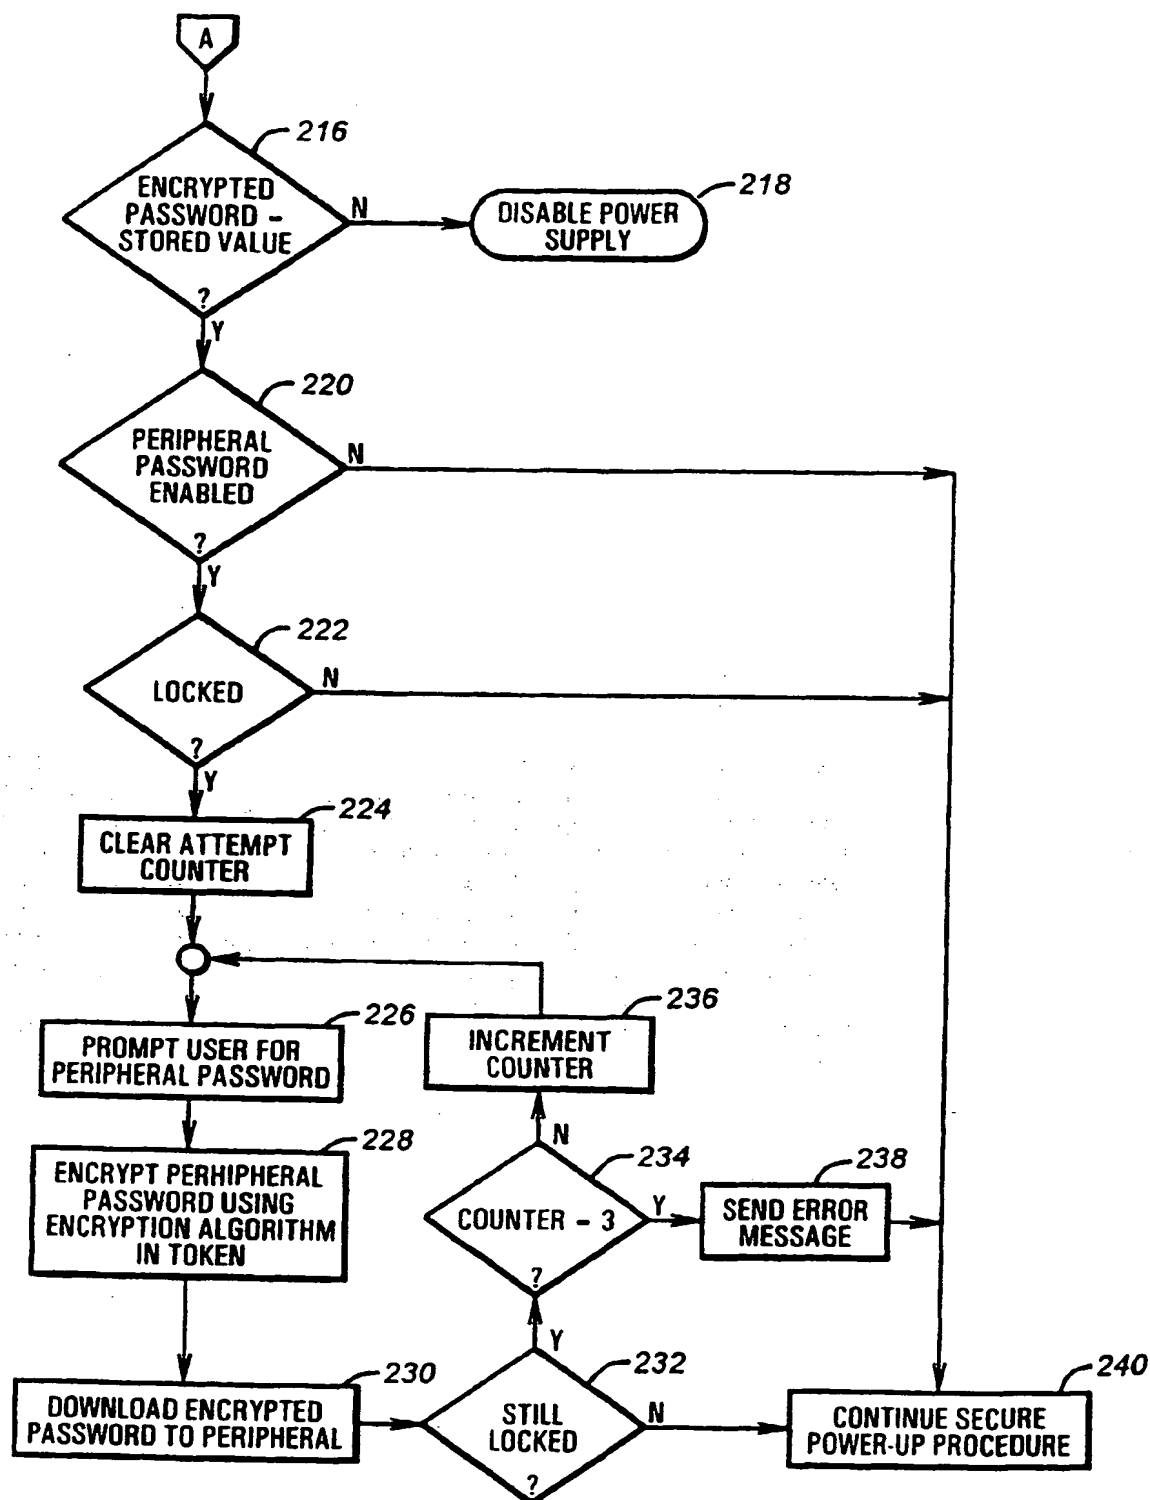 A
216
ENCRYPTED
PASSWORD -
STORED VALUE
?
N
218
DISABLE POWER
SUPPLY
Y
220
PERIPHERAL
PASSWORD
ENABLED
?
N
Y
222
LOCKED
?
N
Y
224
CLEAR ATTEMPT
COUNTER
226
PROMPT USER FOR
PERIPHERAL PASSWORD
236
INCREMENT
COUNTER
228
ENCRYPT PERHIPHERAL
PASSWORD USING
ENCRYPTION ALGORITHM
IN TOKEN
N
234
COUNTER - 3
?
Y
238
SEND ERROR
MESSAGE
Y
230
DOWNLOAD ENCRYPTED
PASSWORD TO PERIPHERAL
232
STILL
LOCKED
?
N
240
CONTINUE SECURE
POWER-UP PROCEDURE